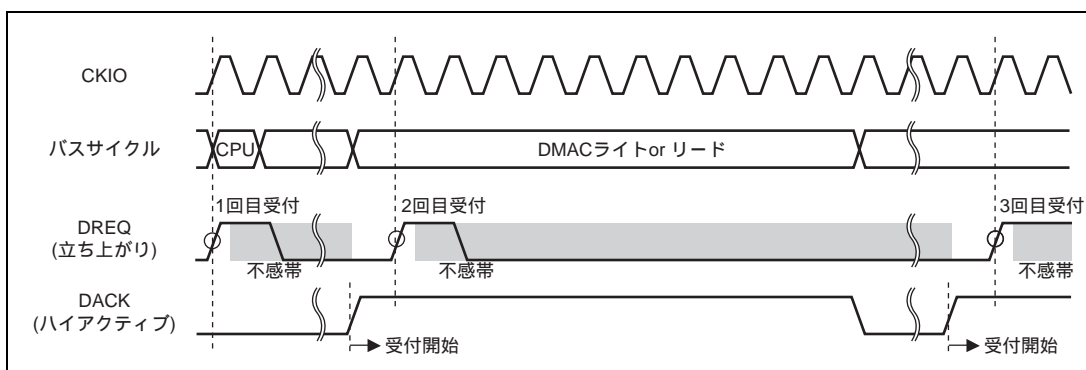 CKIO
バスサイクル
CPU
DMACライトor リード
1回目受付
2回目受付
3回目受付
DREQ
(立ち上がり)
不感帯
不感帯
不感帯
DACK
(ハイアクティブ)
受付開始
受付開始